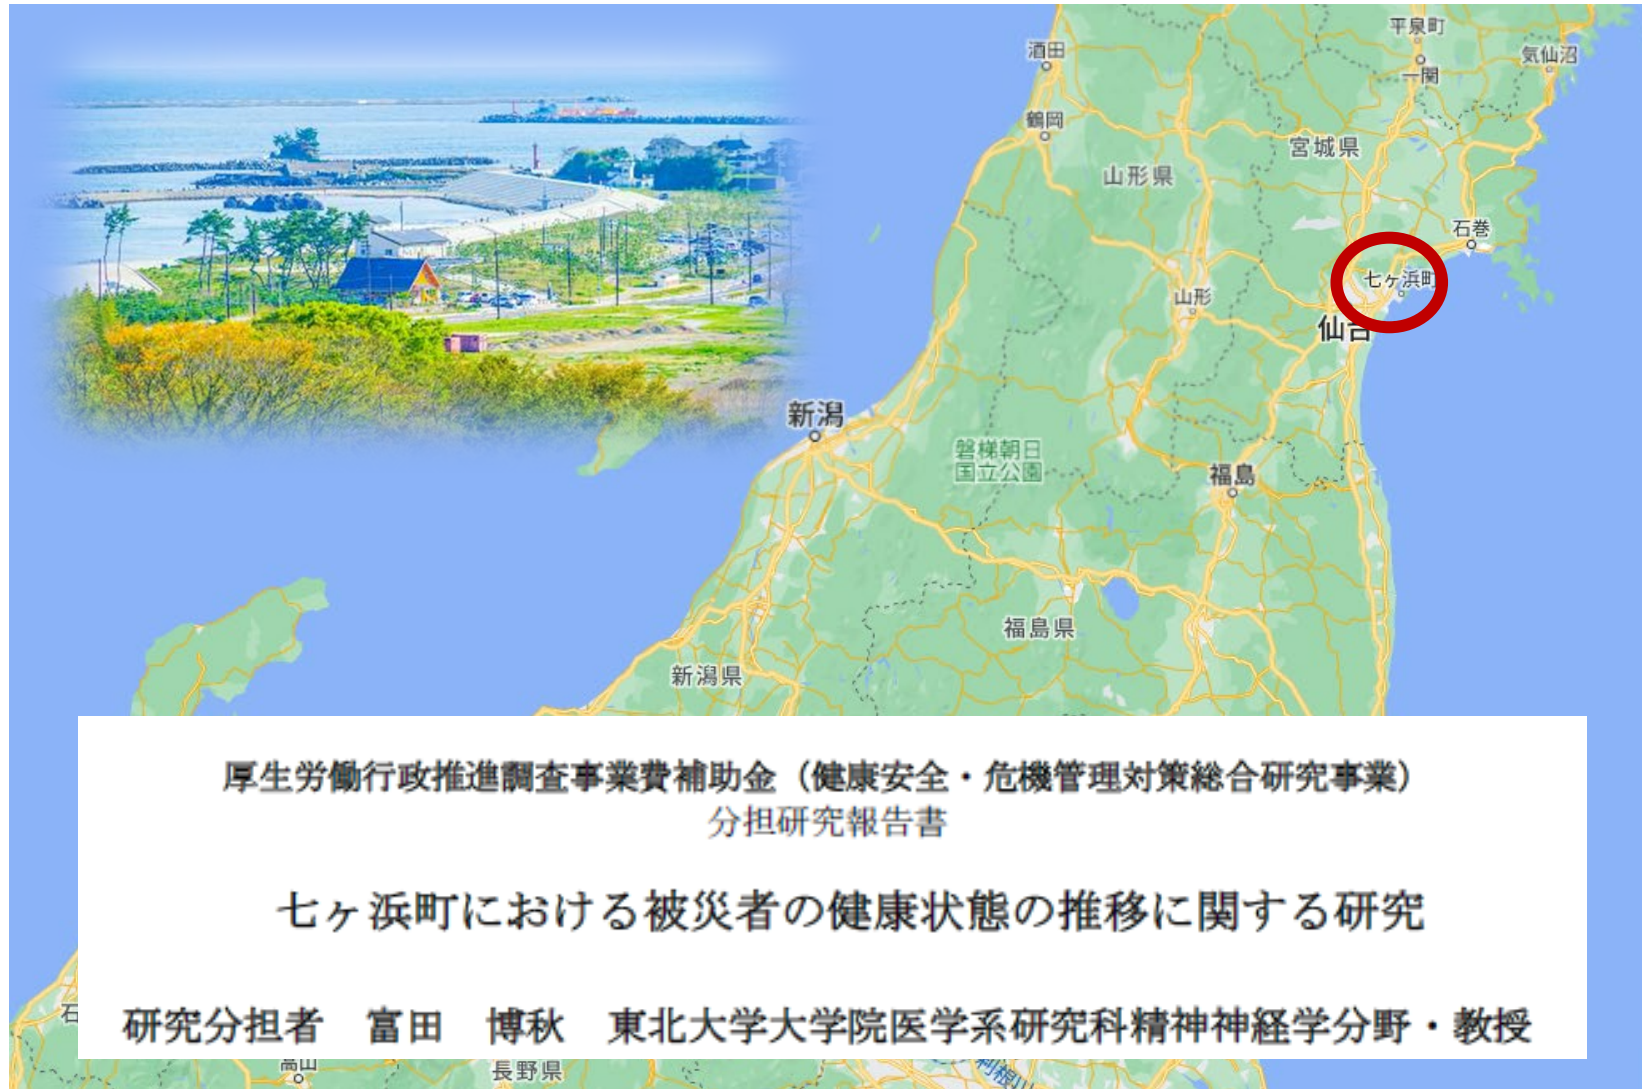 平泉町
酒田
気仙沼
一関
鶴岡
宮城県
山形県
石巻
七ヶ浜町
山形
仙台
新潟
磐梯朝日
国立公園
福島
福島県
新潟県
厚生労働行政推進調査事業費補助金（健康安全・危機管理対策総合研究事業）
分担研究報告書
七ヶ浜町における被災者の健康状態の推移に関する研究
石
研究分担者　富田　博秋　東北大学大学院医学系研究科精神神経学分野・教授
高山
長野県
利根川